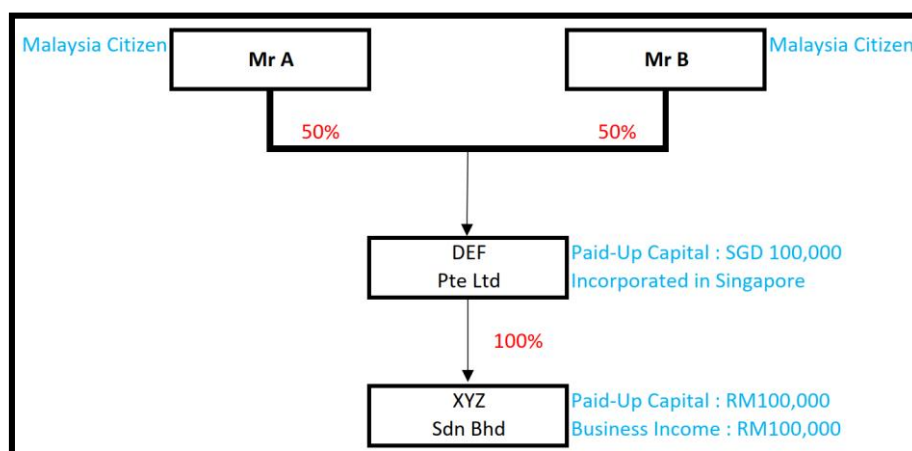 Malaysia Citizen
Mr A
Mr B
Malaysia Citizen
50%
50%
DEF
Pte Ltd
Paid-Up Capital : SGD 100,000
Incorporated in Singapore
100%
XYZ
Sdn Bhd
Paid-Up Capital : RM100,000
Business Income : RM100,000